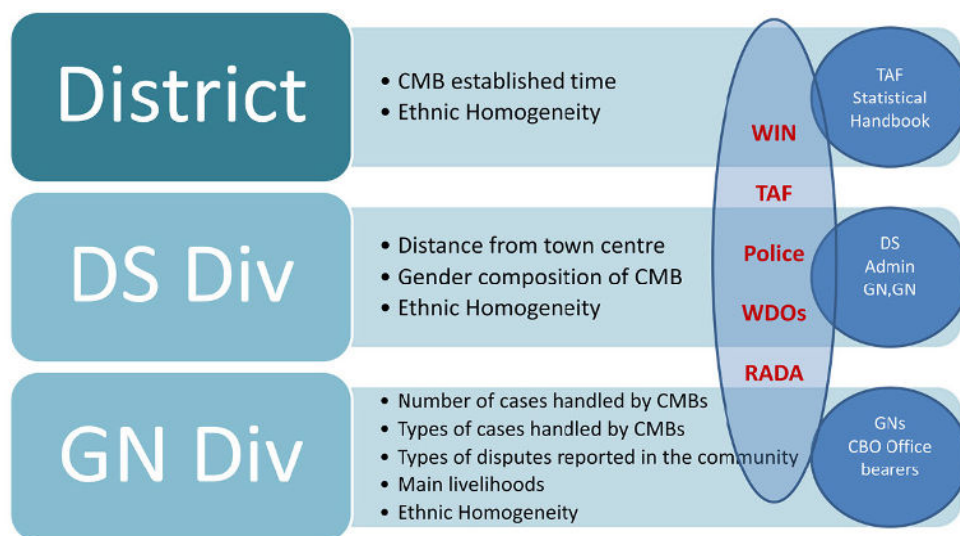 District
• CMB established time
• Ethnic Homogeneity
TAF
Statistical
Handbook
DS Div
• Distance from town centre
• Gender composition of CMB
• Ethnic Homogeneity
DS
Admin
GN,GN
GN Div
• Number of cases handled by CMBs
• Types of cases handled by CMBs
• Types of disputes reported in the community
• Main livelihoods
• Ethnic Homogeneity
GNs
CBO Office
bearers
WIN
TAF
Police
WDOs
RADA